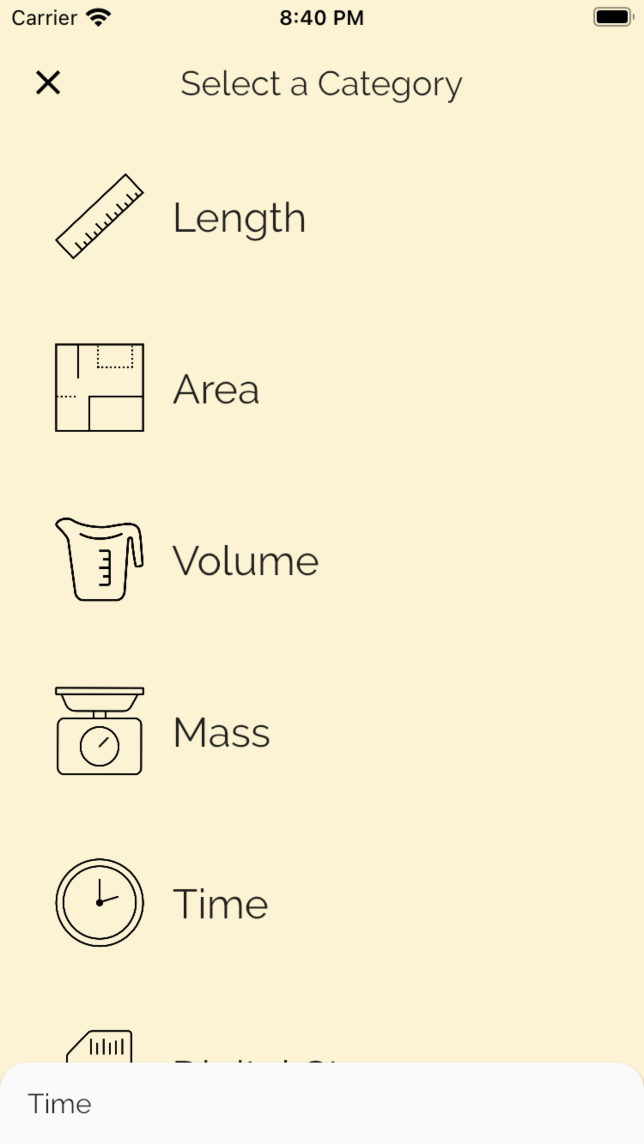 Carrier 8:40 PM
Select a Category
Length
Area
Volume
Mass
Time
Time